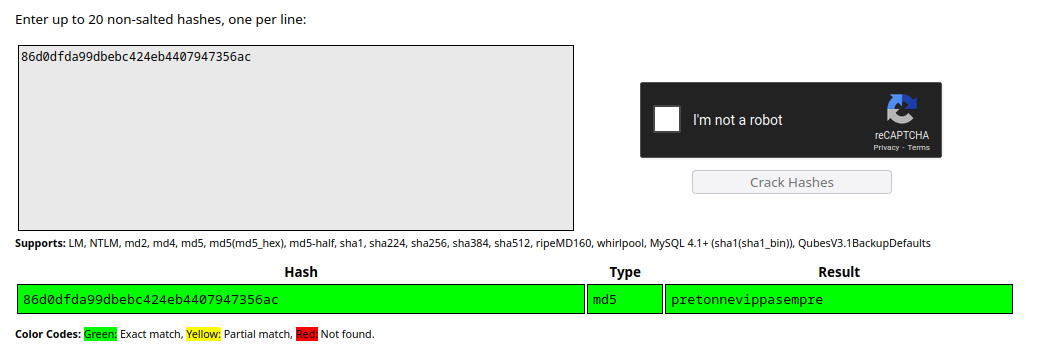 Enter up to 20 non-salted hashes, one per line:
86d0dfda99dbebc424eb4407947356ac
I'm not a robot
reCAPTCHA
Privacy - Terms
Crack Hashes
Supports: LM, NTLM, md2, md4, md5, md5(md5_hex), md5-half, sha1, sha224, sha256, sha384, sha512, ripeMD160, whirlpool, MySQL 4.1+ (sha1(sha1_bin)), QubesV3.1BackupDefaults
Hash Type Result
86d0dfda99dbebc424eb4407947356ac md5 pretonnevippasempre
Color Codes: Green: Exact match, Yellow: Partial match, Red: Not found.